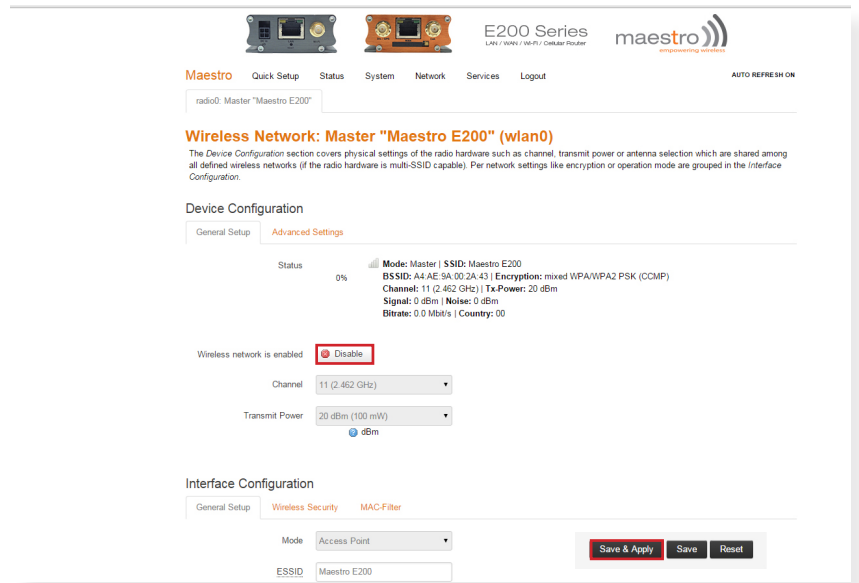 E200 Series
LAN / WAN / Wi-Fi / Cellular Router
maestro
empowering wireless
Maestro Quick Setup Status System Network Services Logout AUTO REFRESH ON
radio0: Master "Maestro E200"
Wireless Network: Master "Maestro E200" (wlan0)
The Device Configuration section covers physical settings of the radio hardware such as channel, transmit power or antenna selection which are shared among
all defined wireless networks (if the radio hardware is multi-SSID capable). Per network settings like encryption or operation mode are grouped in the Interface
Configuration.
Device Configuration
General Setup Advanced Settings
Status
0%
Mode: Master | SSID: Maestro E200
BSSID: A4:AE:9A:00:2A:43 | Encryption: mixed WPA/WPA2 PSK (CCMP)
Channel: 11 (2.462 GHz) | Tx-Power: 20 dBm
Signal: 0 dBm | Noise: 0 dBm
Bitrate: 0.0 Mbit/s | Country: 00
Wireless network is enabled Disable
Channel 11 (2.462 GHz)
Transmit Power 20 dBm (100 mW)
dBm
Interface Configuration
General Setup Wireless Security MAC-Filter
Mode Access Point
Save & Apply Save Reset
ESSID Maestro E200